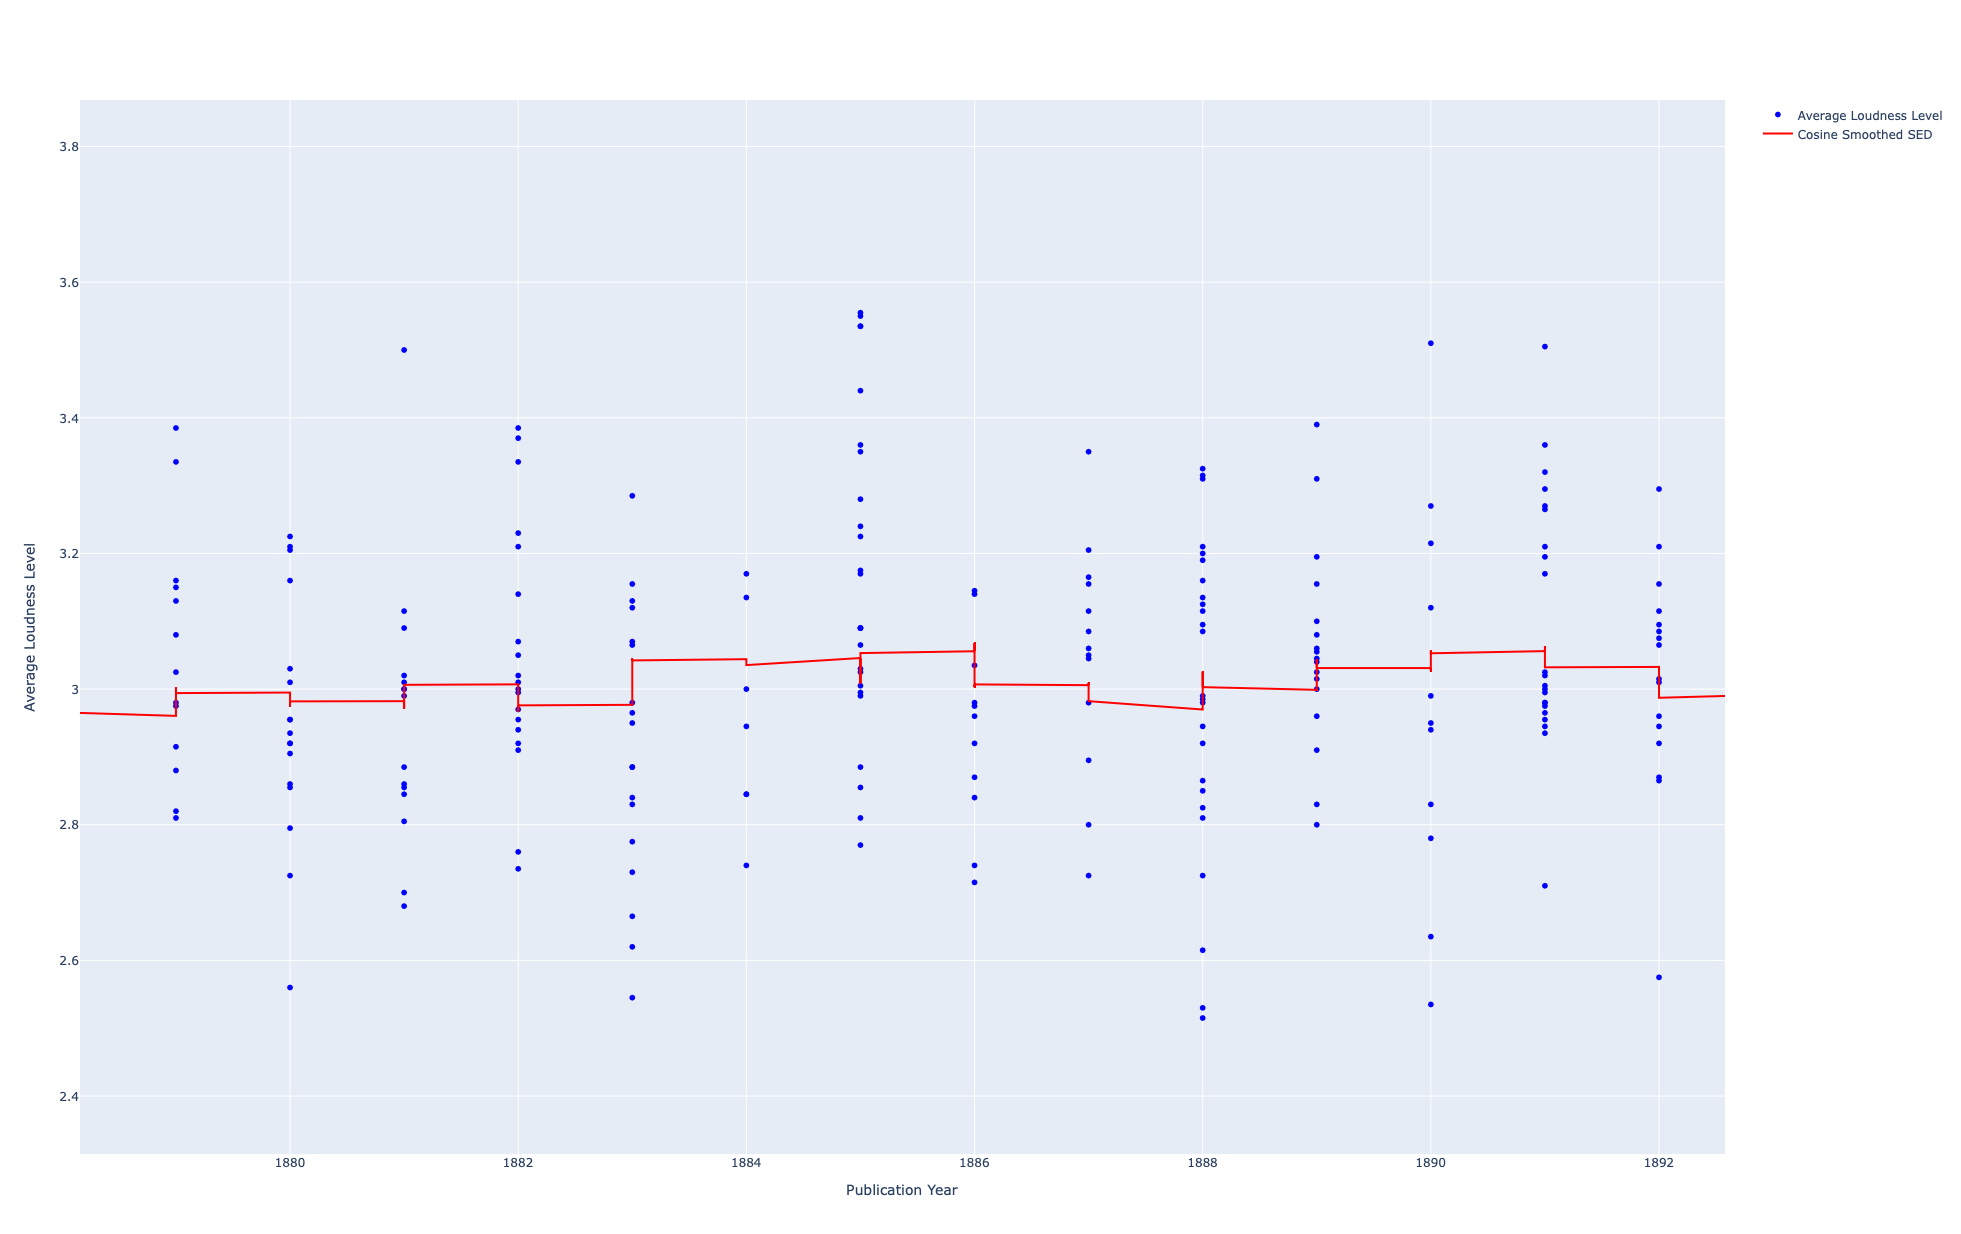 Average Loudness Level
Cosine Smoothed SED
3.8
3.6
3.4
3.2
3
2.8
2.6
2.4
Average Loudness Level
1880 1882 1884 1886 1888 1890 1892
Publication Year